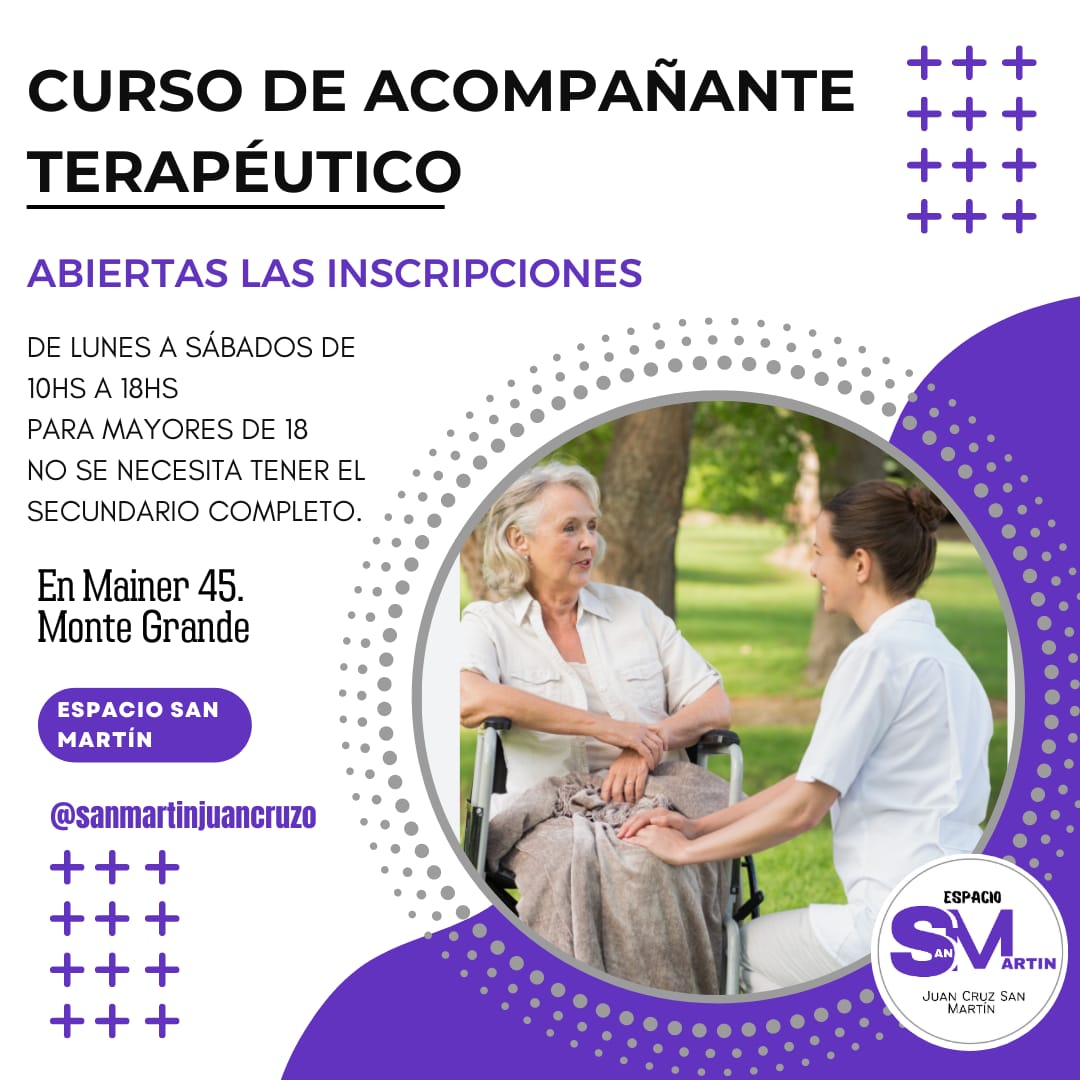 CURSO DE ACOMPAÑANTE
TERAPÉUTICO
ABIERTAS LAS INSCRIPCIONES
DE LUNES A SÁBADOS DE
10HS A 18HS
PARA MAYORES DE 18
NO SE NECESITA TENER EL
SECUNDARIO COMPLETO.
En Mainer 45.
Monte Grande
ESPACIO SAN
MARTÍN
@sanmartinjuancruzo
ESPACIO
SAN MARTIN
JUAN CRUZ SAN
MARTÍN